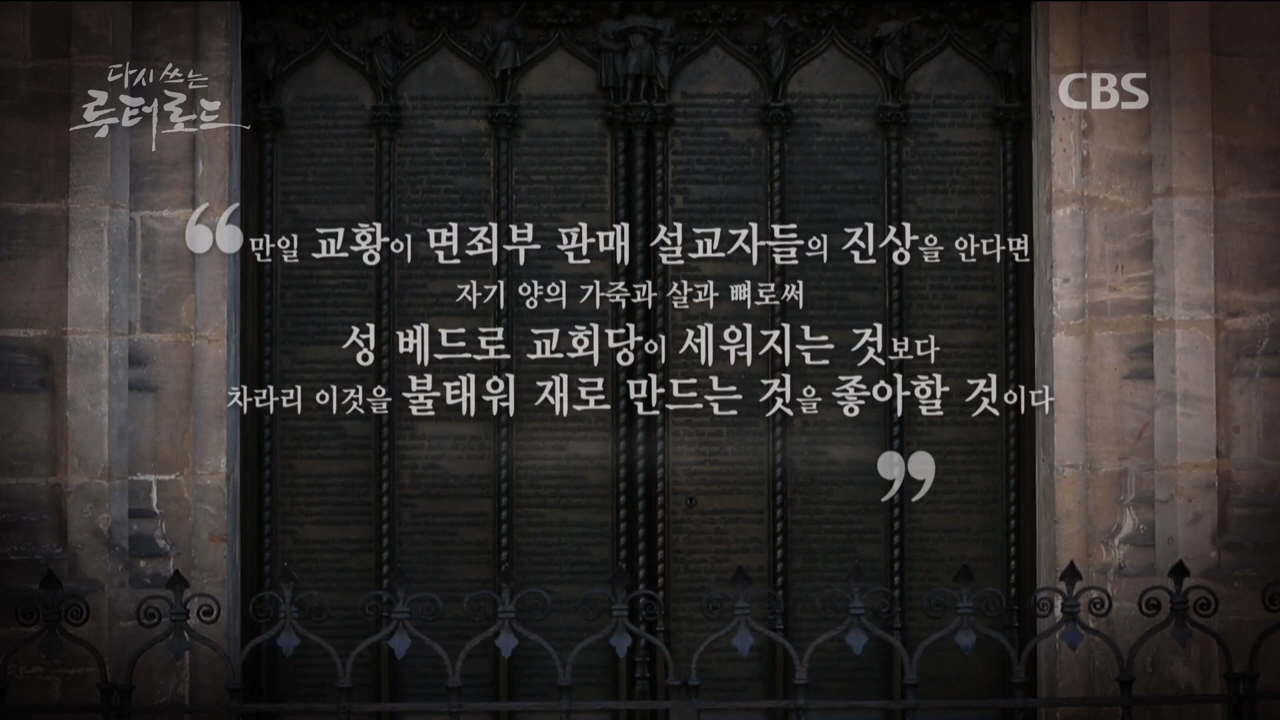 다시 쓰는
루터로드
CBS
“만일 교황이 면죄부 판매 설교자들의 진상을 안다면
자기 양의 가죽과 살과 뼈로써
성 베드로 교회당이 세워지는 것보다
차라리 이것을 불태워 재로 만드는 것을 좋아할 것이다
”